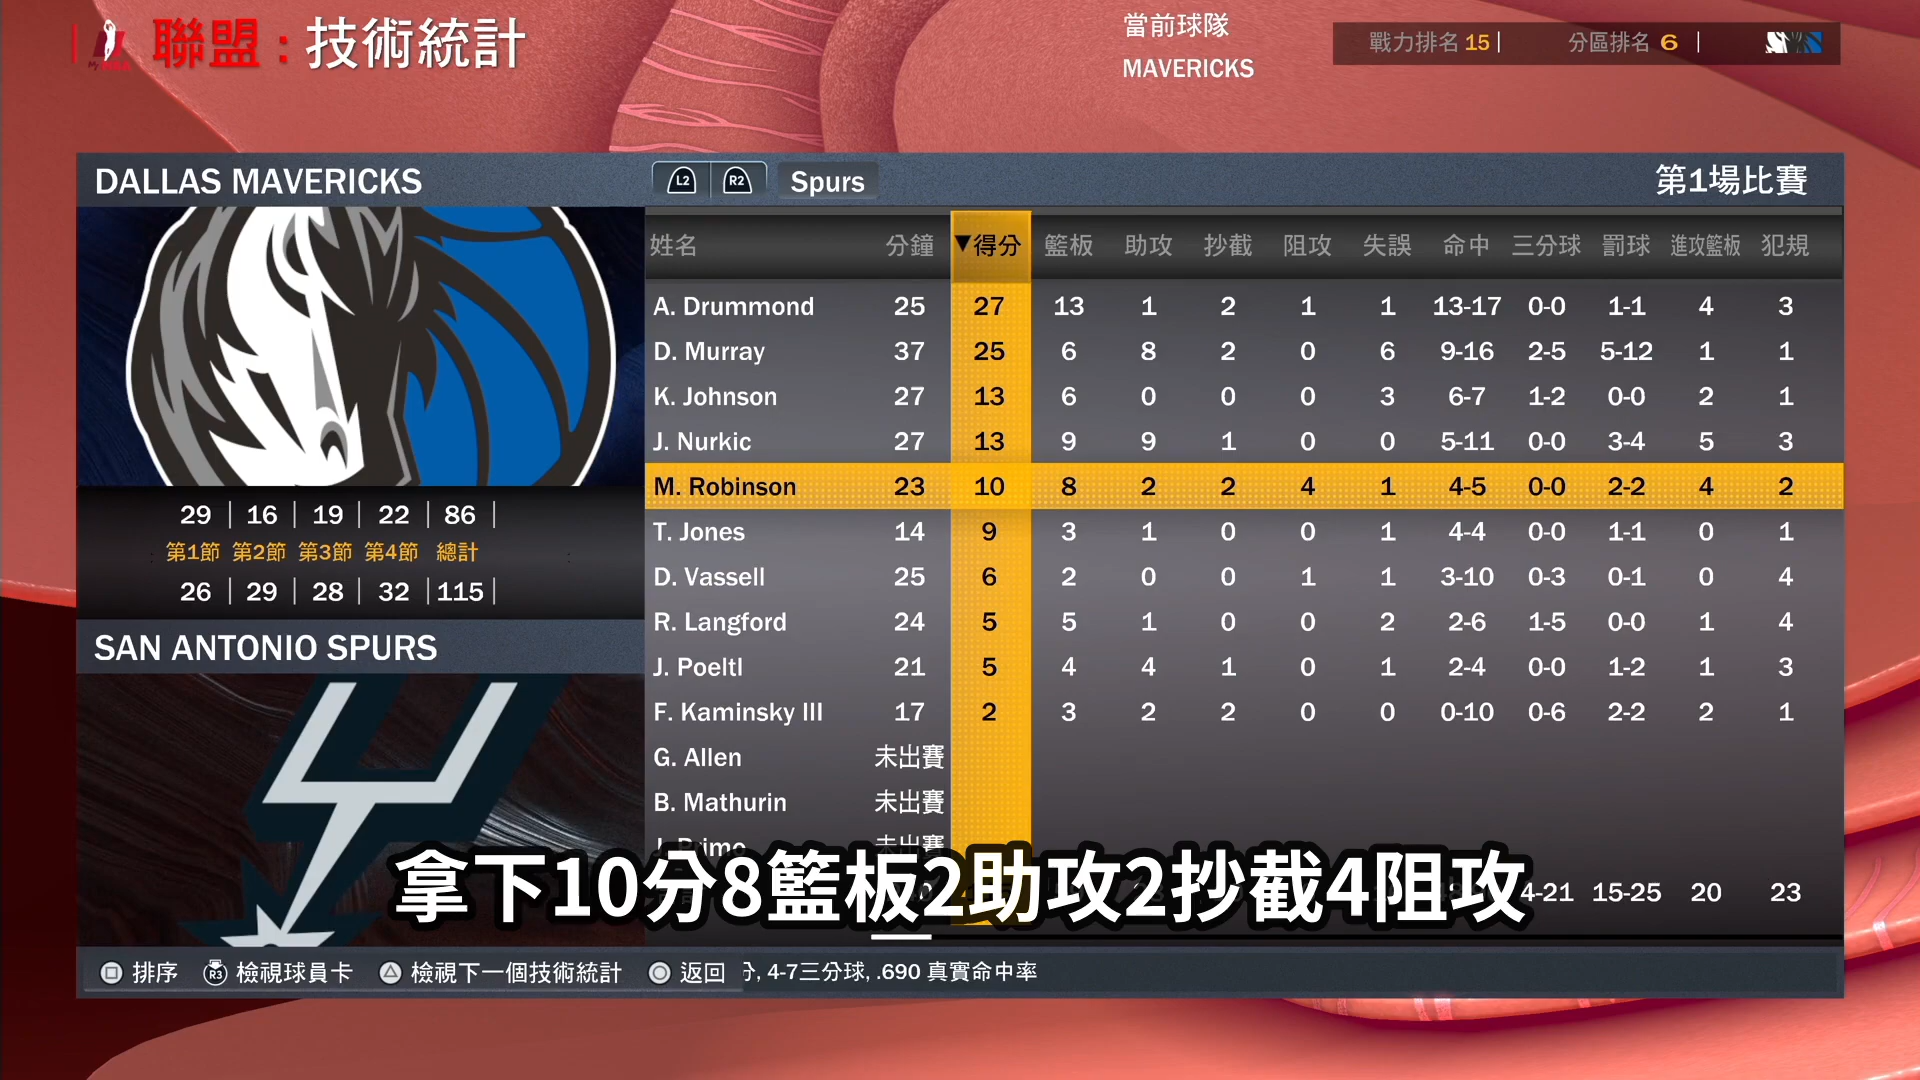 聯盟 : 技術統計
當前球隊
MAVERICKS
戰力排名 15 | 分區排名 6 |
DALLAS MAVERICKS
L2 R2 Spurs
第1場比賽
29 | 16 | 19 | 22 | 86 |
第1節 第2節 第3節 第4節 總計
26 | 29 | 28 | 32 | 115 |
SAN ANTONIO SPURS
姓名 分鐘 ▼得分 籃板 助攻 抄截 阻攻 失誤 命中 三分球 罰球 進攻籃板 犯規
A. Drummond 25 27 13 1 2 1 1 13-17 0-0 1-1 4 3
D. Murray 37 25 6 8 2 0 6 9-16 2-5 5-12 1 1
K. Johnson 27 13 6 0 0 0 3 6-7 1-2 0-0 2 1
J. Nurkic 27 13 9 9 1 0 0 5-11 0-0 3-4 5 3
M. Robinson 23 10 8 2 2 4 1 4-5 0-0 2-2 4 2
T. Jones 14 9 3 1 0 0 1 4-4 0-0 1-1 0 1
D. Vassell 25 6 2 0 0 1 1 3-10 0-3 0-1 0 4
R. Langford 24 5 5 1 0 0 2 2-6 1-5 0-0 1 4
J. Poeltl 21 5 4 4 1 0 1 2-4 0-0 1-2 1 3
F. Kaminsky III 17 2 3 2 2 0 0 0-10 0-6 2-2 2 1
G. Allen 未出賽
B. Mathurin 未出賽
J. Primo 未出賽
4-21 15-25 20 23
拿下10分8籃板2助攻2抄截4阻攻
排序 R3 檢視球員卡 檢視下一個技術統計 返回 分, 4-7三分球, .690 真實命中率